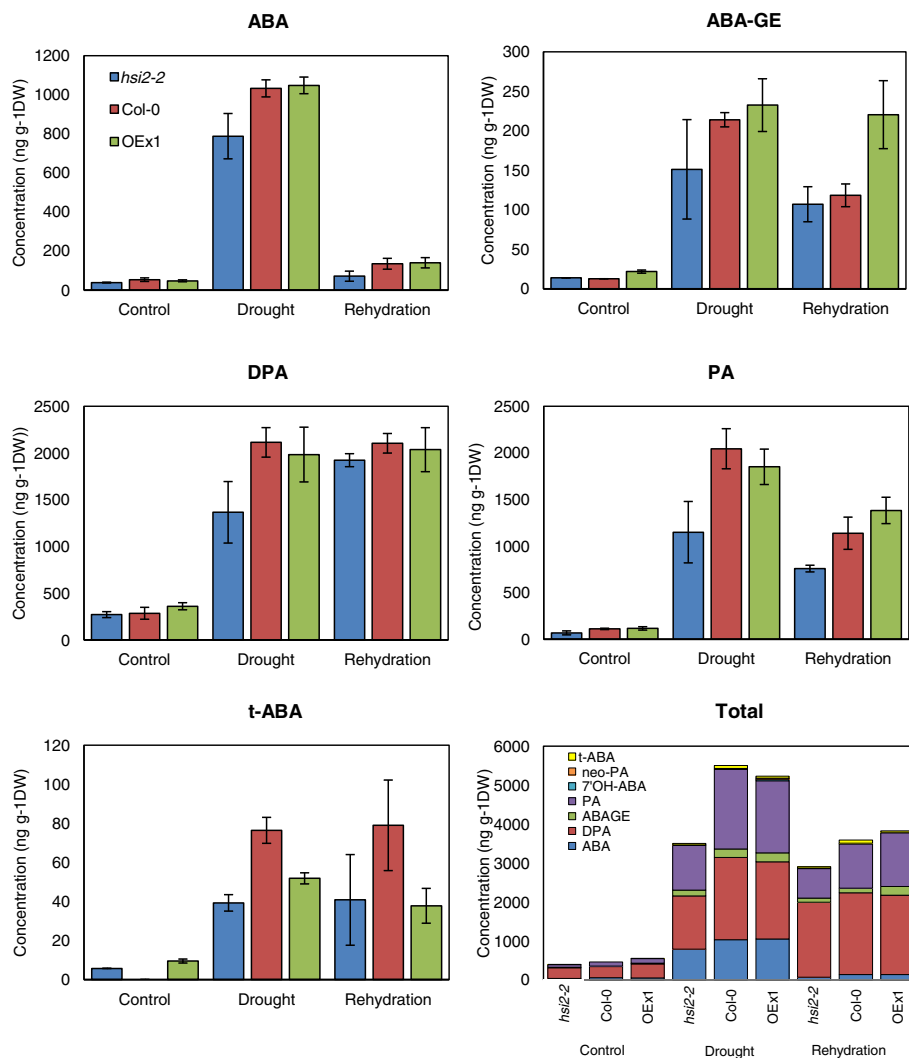 ABA
Concentration (ng g-1DW)
1200
1000
800
600
400
200
0
hsi2-2
Col-0
OEx1
Control Drought Rehydration
ABA-GE
Concentration (ng g-1DW)
300
250
200
150
100
50
0
Control Drought Rehydration
DPA
Concentration (ng g-1DW))
2500
2000
1500
1000
500
0
Control Drought Rehydration
PA
Concentration (ng g-1DW)
2500
2000
1500
1000
500
0
Control Drought Rehydration
t-ABA
Concentration (ng g-1DW)
120
100
80
60
40
20
0
Control Drought Rehydration
Total
Concentration (ng g-1DW)
6000
5000
4000
3000
2000
1000
0
t-ABA
neo-PA
7'OH-ABA
PA
ABAGE
DPA
ABA
hsi2-2 Col-0 OEx1 hsi2-2 Col-0 OEx1 hsi2-2 Col-0 OEx1
Control Drought Rehydration